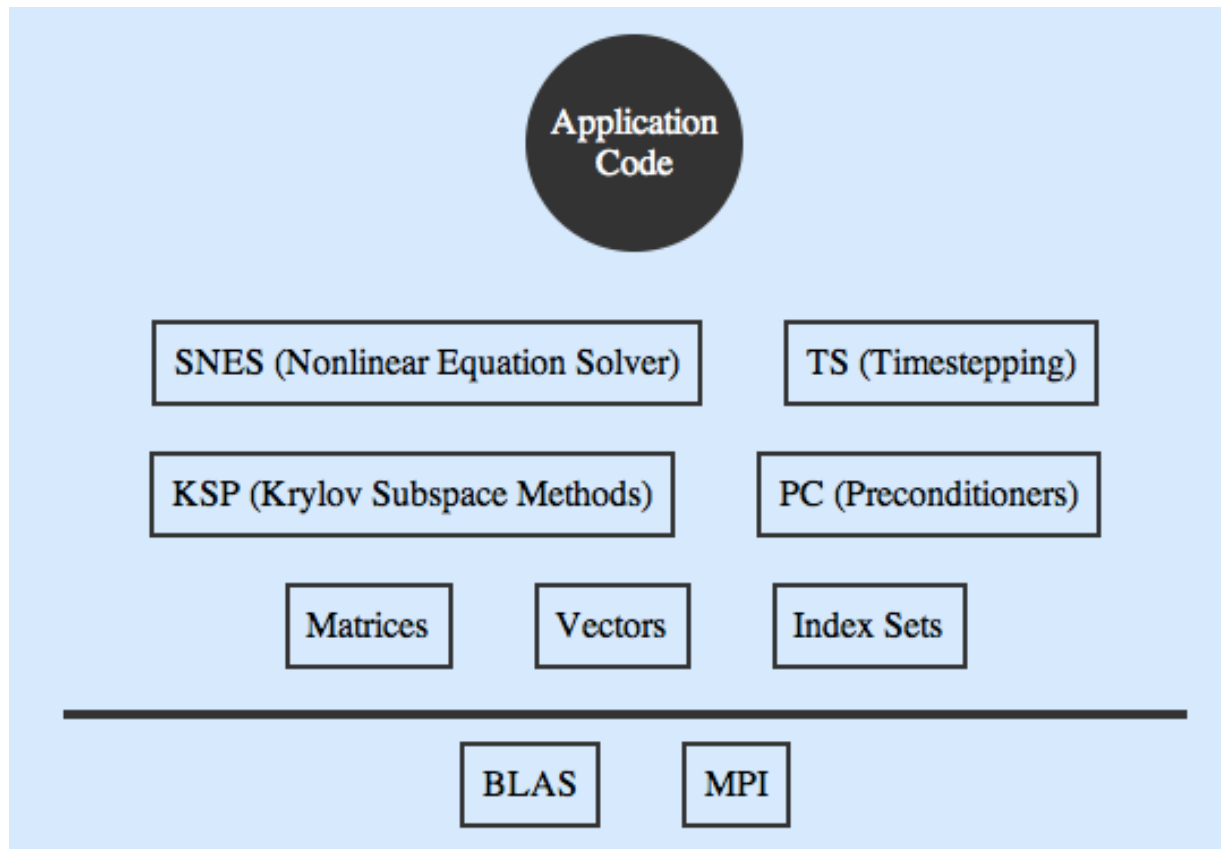 Application
Code
SNES (Nonlinear Equation Solver)
TS (Timestepping)
KSP (Krylov Subspace Methods)
PC (Preconditioners)
Matrices
Vectors
Index Sets
BLAS
MPI